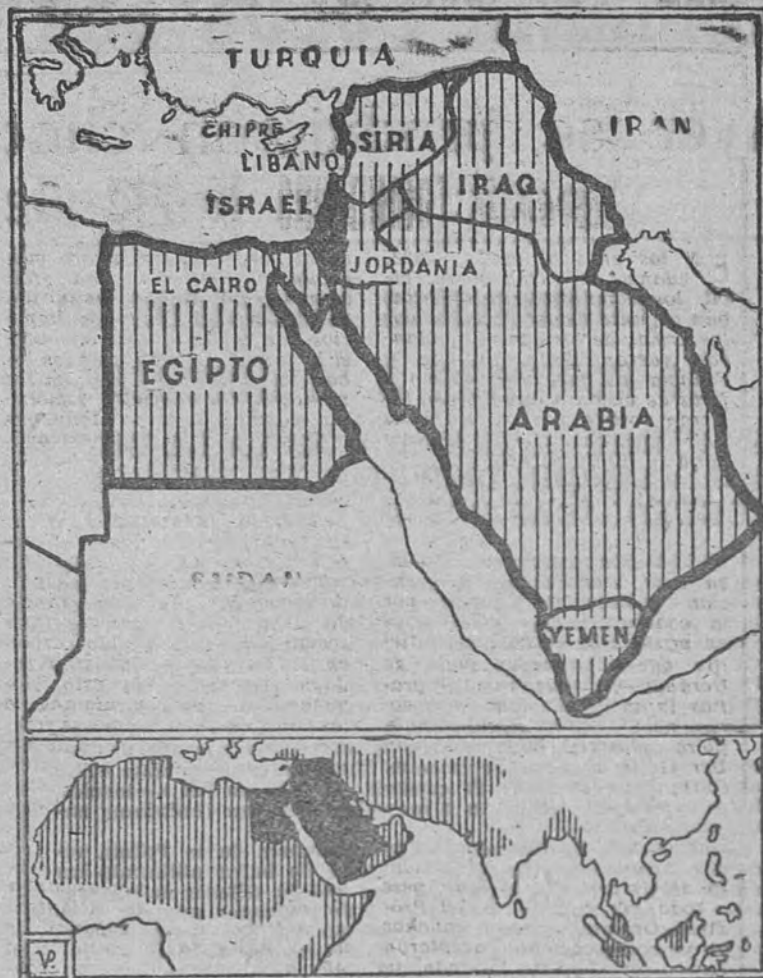 TURQUIA
CHIPRE
SIRIA
IRAN
LIBANO
IRAQ
ISRAEL
JORDANIA
EL CAIRO
EGIPTO
ARABIA
SUDAN
YEMEN